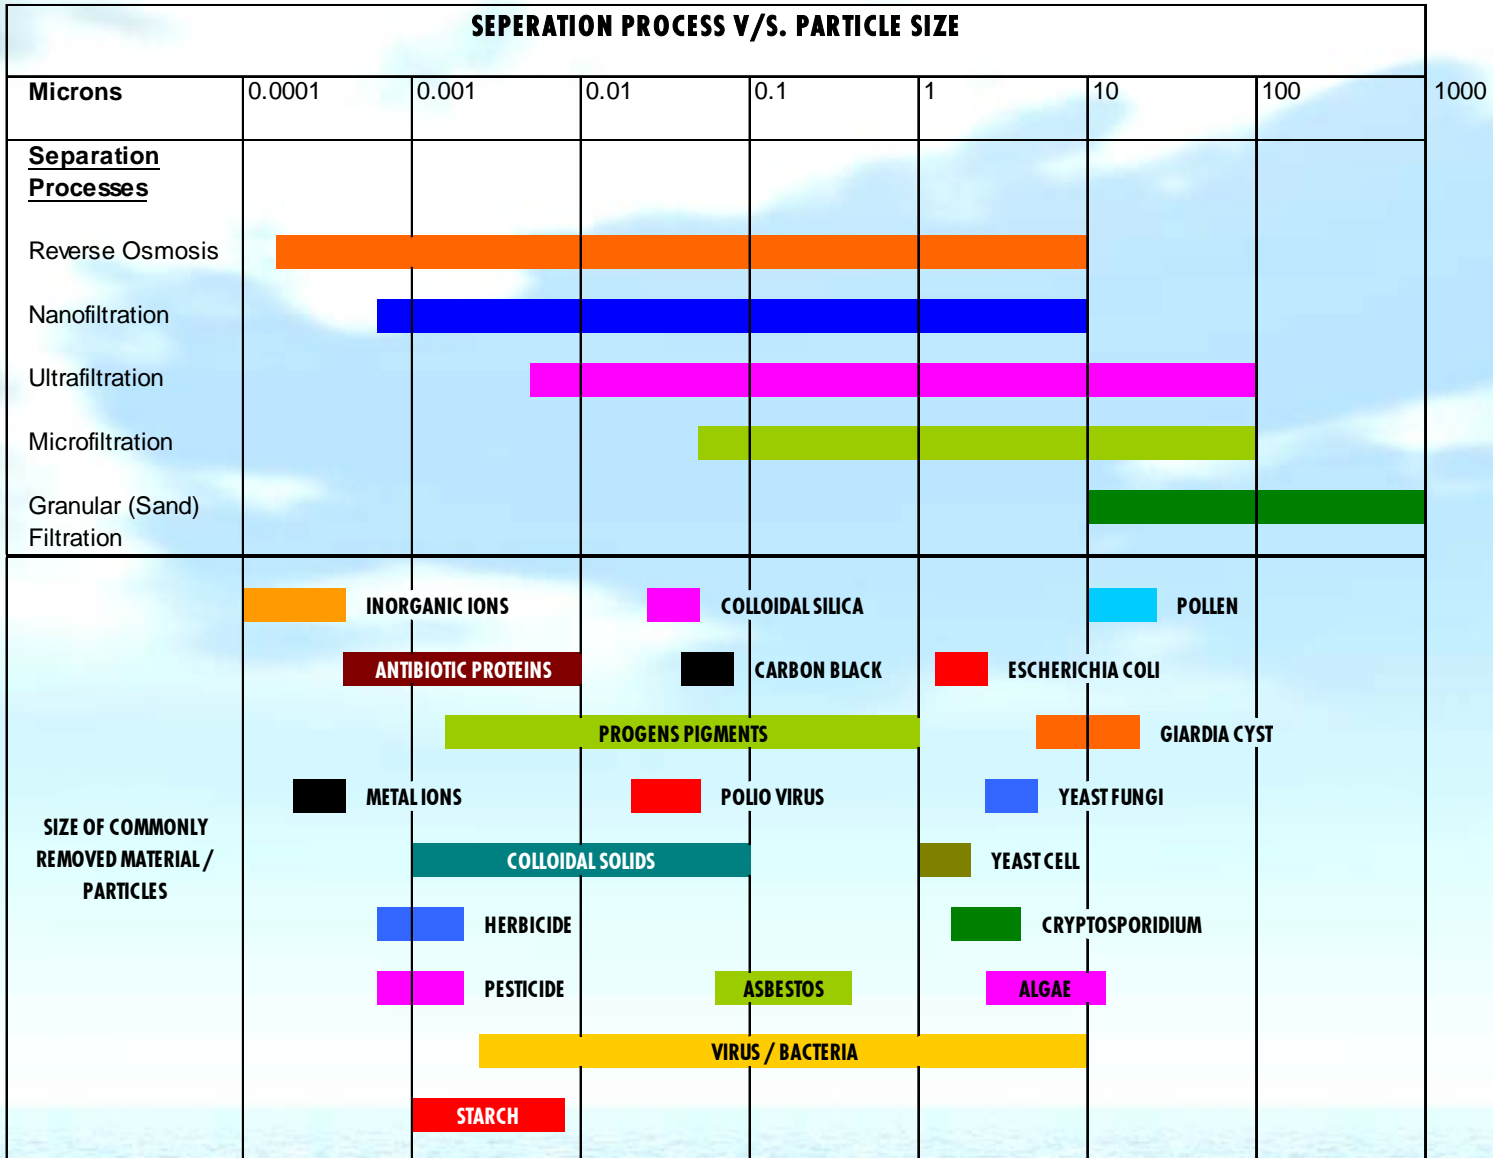 SEPERATION PROCESS V/S. PARTICLE SIZE
Microns 0.0001 0.001 0.01 0.1 1 10 100 1000
Separation
Processes
Reverse Osmosis
Nanofiltration
Ultrafiltration
Microfiltration
Granular (Sand)
Filtration
INORGANIC IONS COLLOIDAL SILICA POLLEN
ANTIBIOTIC PROTEINS CARBON BLACK ESCHERICHIA COLI
PROGENS PIGMENTS GIARDIA CYST
METAL IONS POLIO VIRUS YEAST FUNGI
SIZE OF COMMONLY
REMOVED MATERIAL /
PARTICLES
COLLOIDAL SOLIDS YEAST CELL
HERBICIDE CRYPTOSPORIDIUM
PESTICIDE ASBESTOS ALGAE
VIRUS / BACTERIA
STARCH